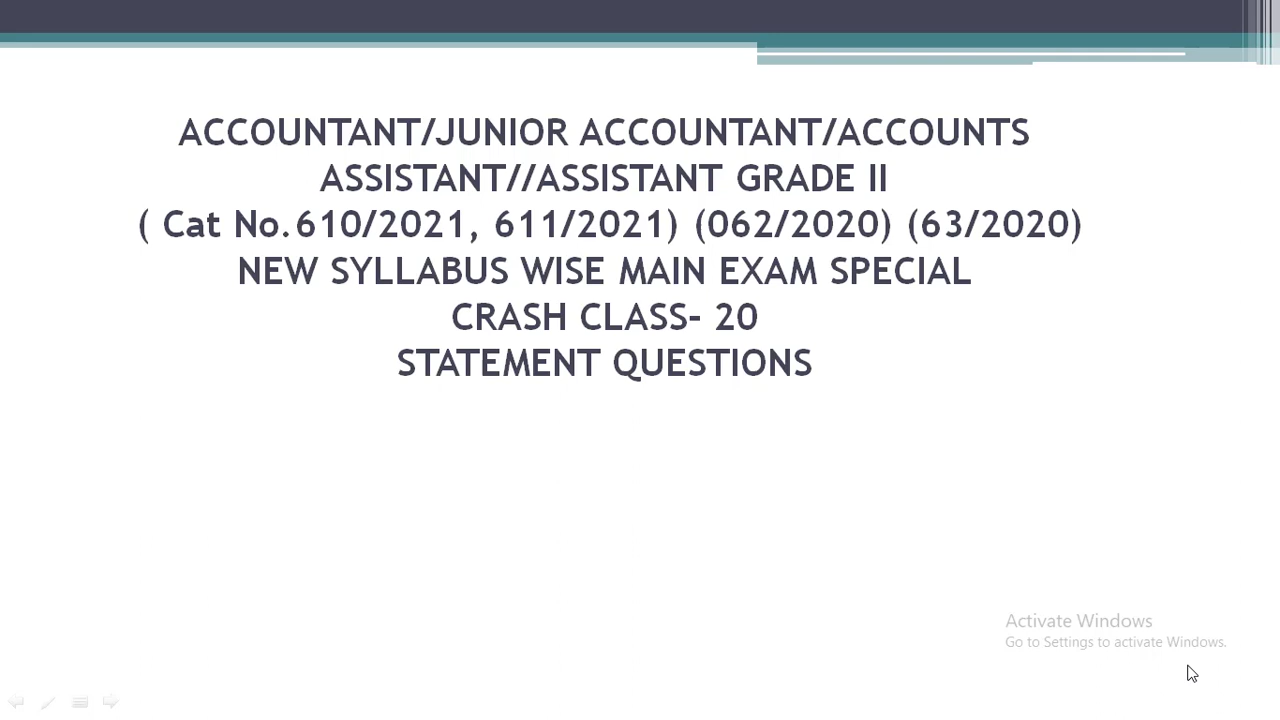 ACCOUNTANT/JUNIOR ACCOUNTANT/ACCOUNTS
ASSISTANT//ASSISTANT GRADE II
( Cat No.610/2021, 611/2021) (062/2020) (63/2020)
NEW SYLLABUS WISE MAIN EXAM SPECIAL
CRASH CLASS- 20
STATEMENT QUESTIONS
Activate Windows
Go to Settings to activate Windows.